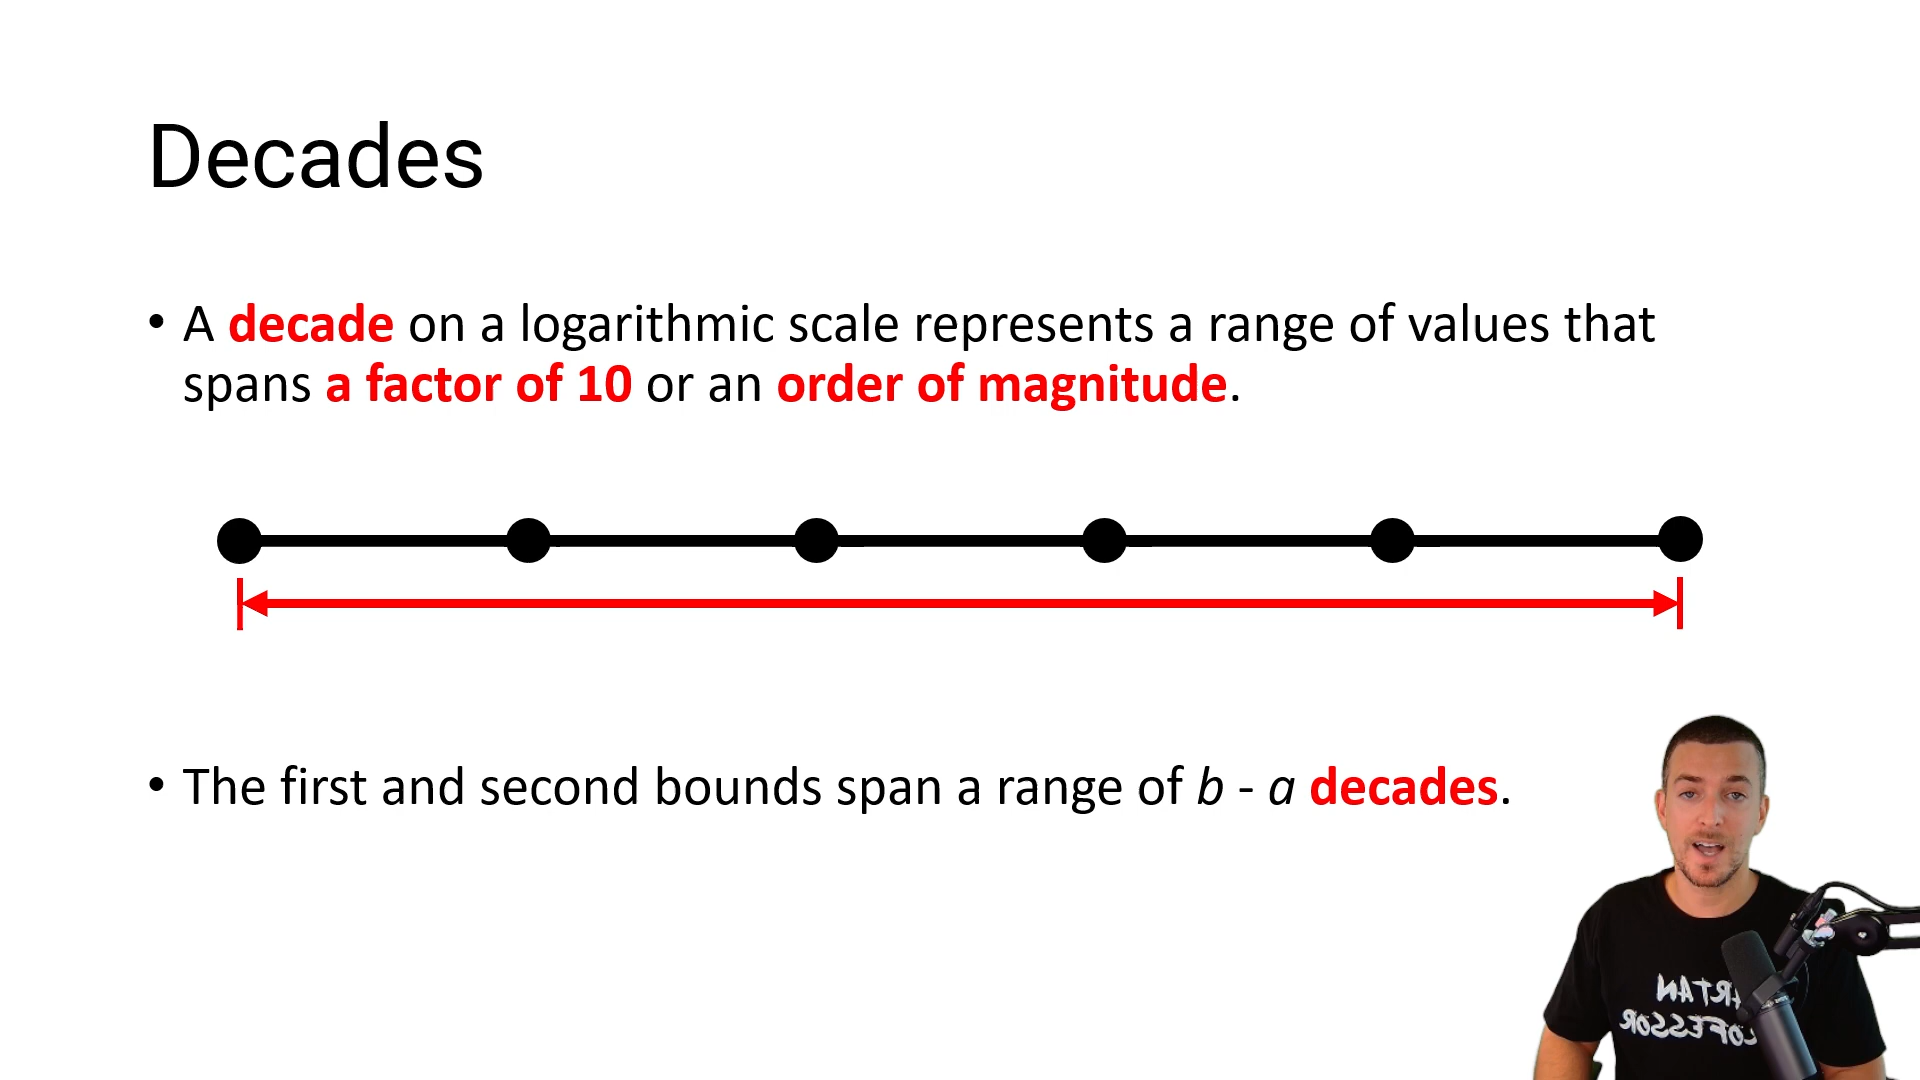 Decades
• A decade on a logarithmic scale represents a range of values that
spans a factor of 10 or an order of magnitude.
• The first and second bounds span a range of b - a decades.